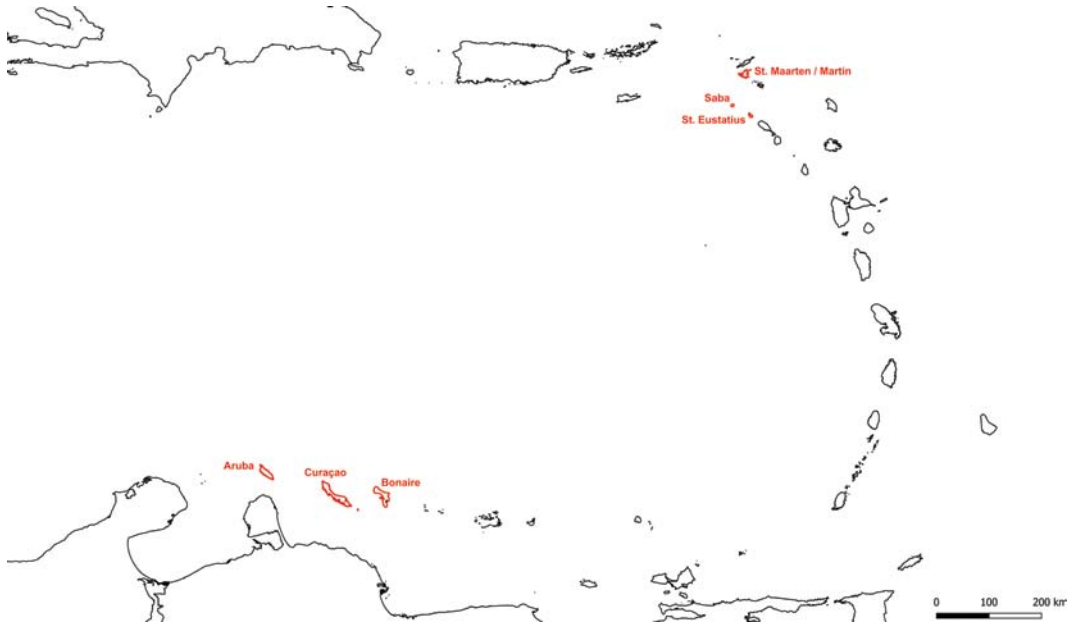 St. Maarten / Martin
Saba
St. Eustatius
Aruba
Curaçao
Bonaire
0 100 200 km